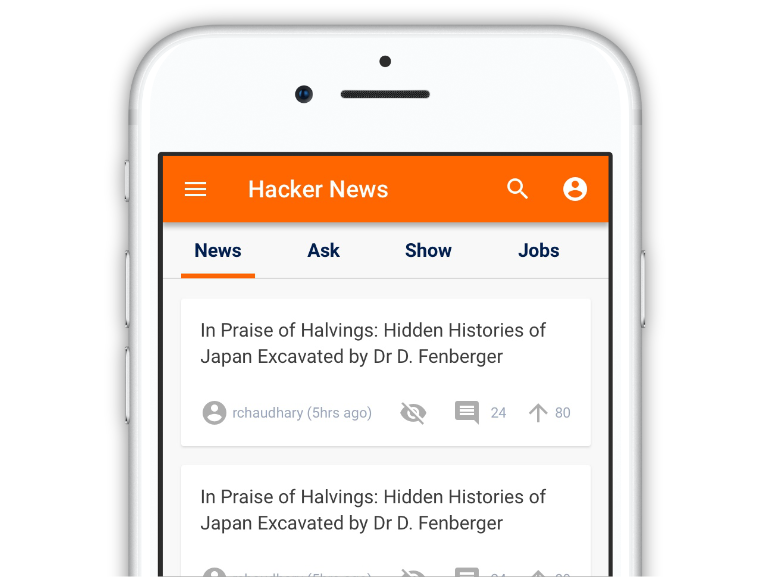 Hacker News
News Ask Show Jobs
In Praise of Halvings: Hidden Histories of
Japan Excavated by Dr D. Fenberger
rchaudhary (5hrs ago) 24 80
In Praise of Halvings: Hidden Histories of
Japan Excavated by Dr D. Fenberger